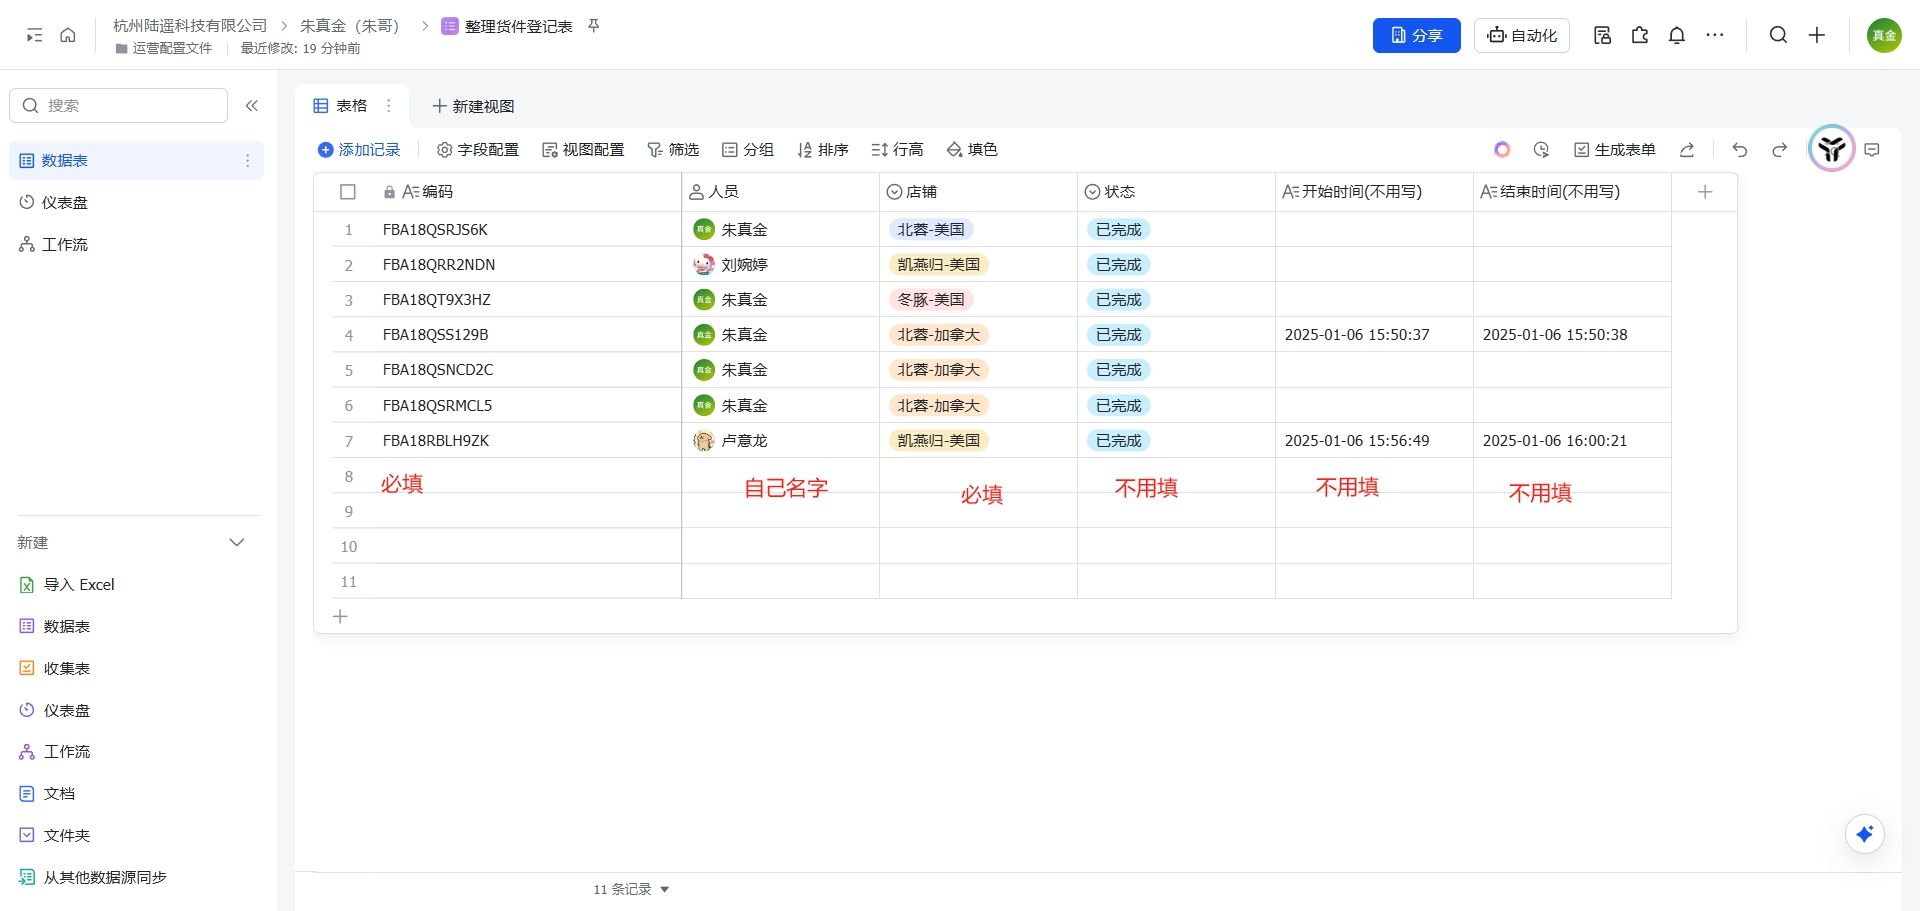 杭州陆遥科技有限公司 > 朱真金（朱哥） > 整理货件登记表
运营配置文件 最近修改: 19 分钟前
分享 自动化 真金
搜索
数据表
仪表盘
工作流
新建
导入 Excel
数据表
收集表
仪表盘
工作流
文档
文件夹
从其他数据源同步
表格 新建视图
添加记录 字段配置 视图配置 筛选 分组 排序 行高 填色 生成表单
编码 人员 店铺 状态 开始时间(不用写) 结束时间(不用写)
1 FBA18QSRJS6K 真金 朱真金 北蓉-美国 已完成
2 FBA18QRR2NDN 刘婉婷 凯燕归-美国 已完成
3 FBA18QT9X3HZ 真金 朱真金 冬豚-美国 已完成
4 FBA18QSS129B 真金 朱真金 北蓉-加拿大 已完成 2025-01-06 15:50:37 2025-01-06 15:50:38
5 FBA18QSNCD2C 真金 朱真金 北蓉-加拿大 已完成
6 FBA18QSRMCL5 真金 朱真金 北蓉-加拿大 已完成
7 FBA18RBLH9ZK 卢意龙 凯燕归-美国 已完成 2025-01-06 15:56:49 2025-01-06 16:00:21
8 必填 自己名字 必填 不用填 不用填 不用填
9
10
11
11 条记录